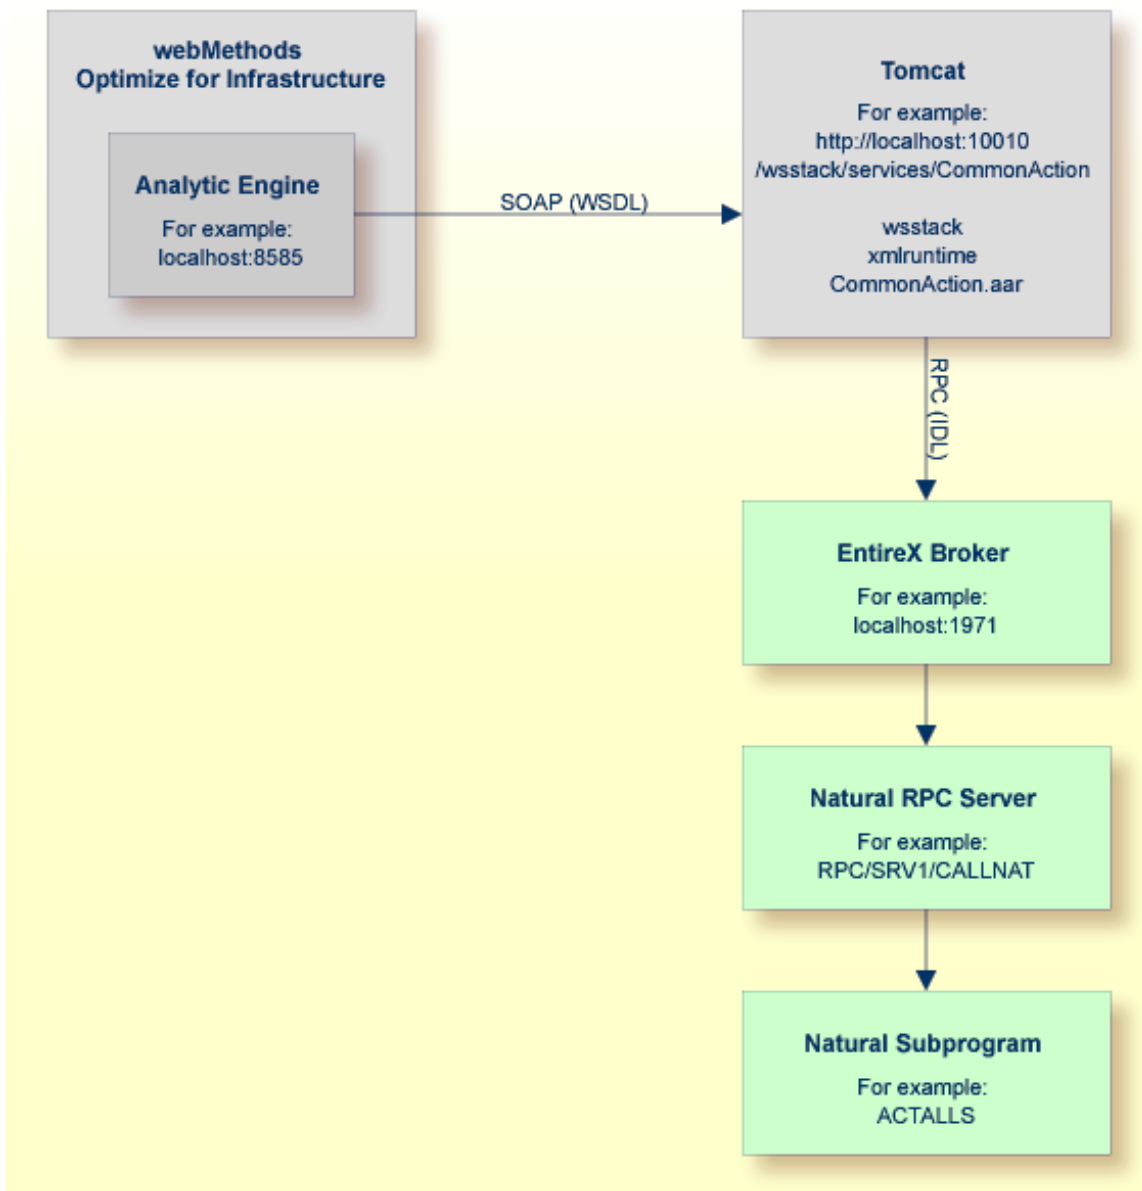 webMethods
Optimize for Infrastructure
Analytic Engine
For example:
localhost:8585
SOAP (WSDL)
Tomcat
For example:
http://localhost:10010
/wsstack/services/CommonAction
wsstack
xmlruntime
CommonAction.aar
RPC (IDL)
EntireX Broker
For example:
localhost:1971
Natural RPC Server
For example:
RPC/SRV1/CALLNAT
Natural Subprogram
For example:
ACTALLS